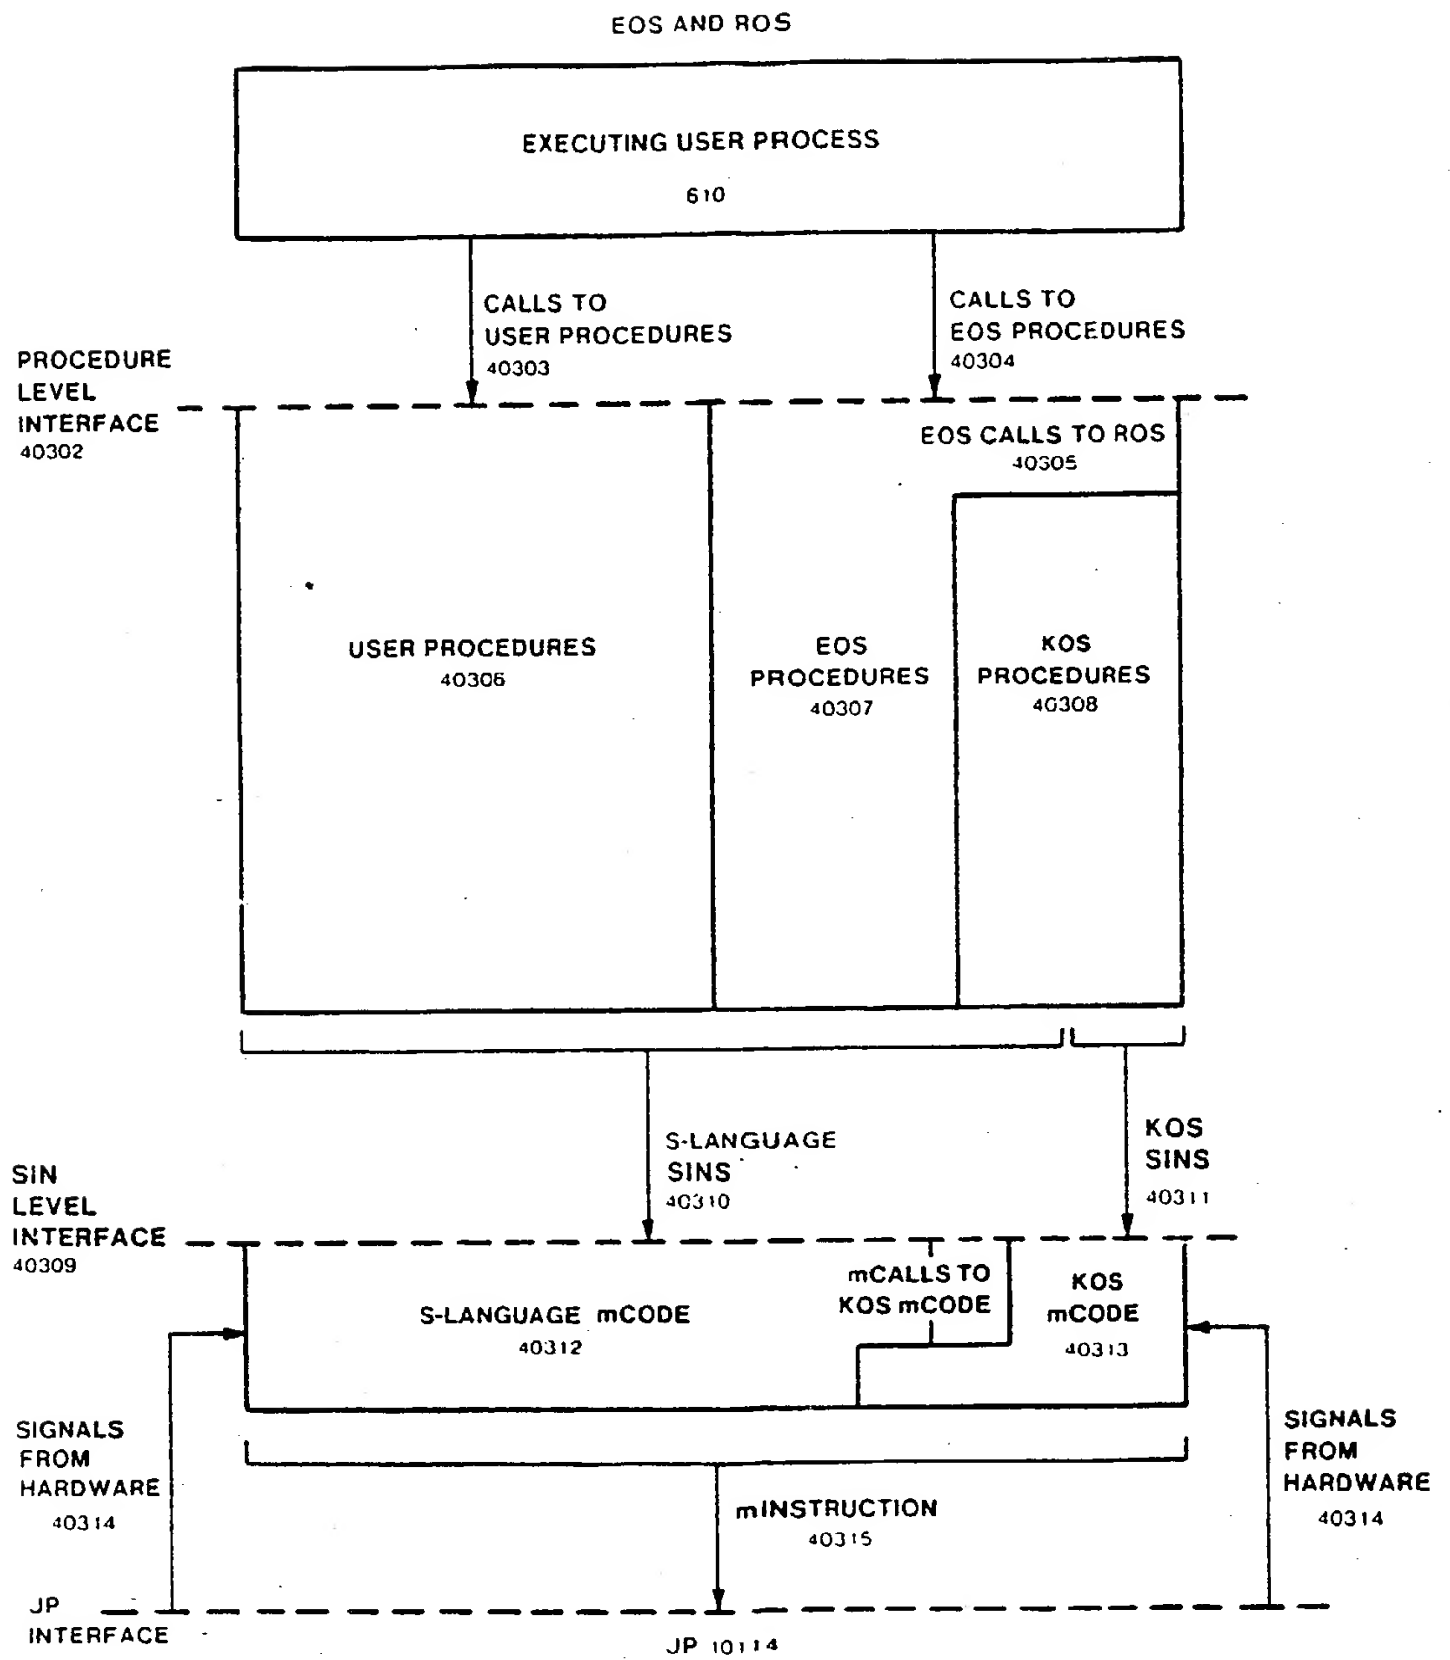 EOS AND ROS
EXECUTING USER PROCESS
610
CALLS TO
USER PROCEDURES
40303
CALLS TO
EOS PROCEDURES
40304
PROCEDURE
LEVEL
INTERFACE
40302
EOS CALLS TO ROS
40305
USER PROCEDURES
40306
EOS
PROCEDURES
40307
KOS
PROCEDURES
40308
S-LANGUAGE
SINS
40310
KOS
SINS
40311
SIN
LEVEL
INTERFACE
40309
S-LANGUAGE mCODE
40312
mCALLS TO
KOS mCODE
KOS
mCODE
40313
SIGNALS
FROM
HARDWARE
40314
SIGNALS
FROM
HARDWARE
40314
mINSTRUCTION
40315
JP
INTERFACE
JP 10114